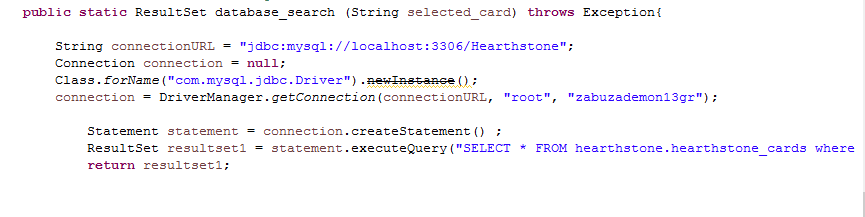 public static ResultSet database_search (String selected_card) throws Exception{
String connectionURL = "jdbc:mysql://localhost:3306/Hearthstone";
Connection connection = null;
Class.forName("com.mysql.jdbc.Driver").newInstance();
connection = DriverManager.getConnection(connectionURL, "root", "zabuzademon13gr");
Statement statement = connection.createStatement() ;
ResultSet resultset1 = statement.executeQuery("SELECT * FROM hearthstone.hearthstone_cards where
return resultset1;